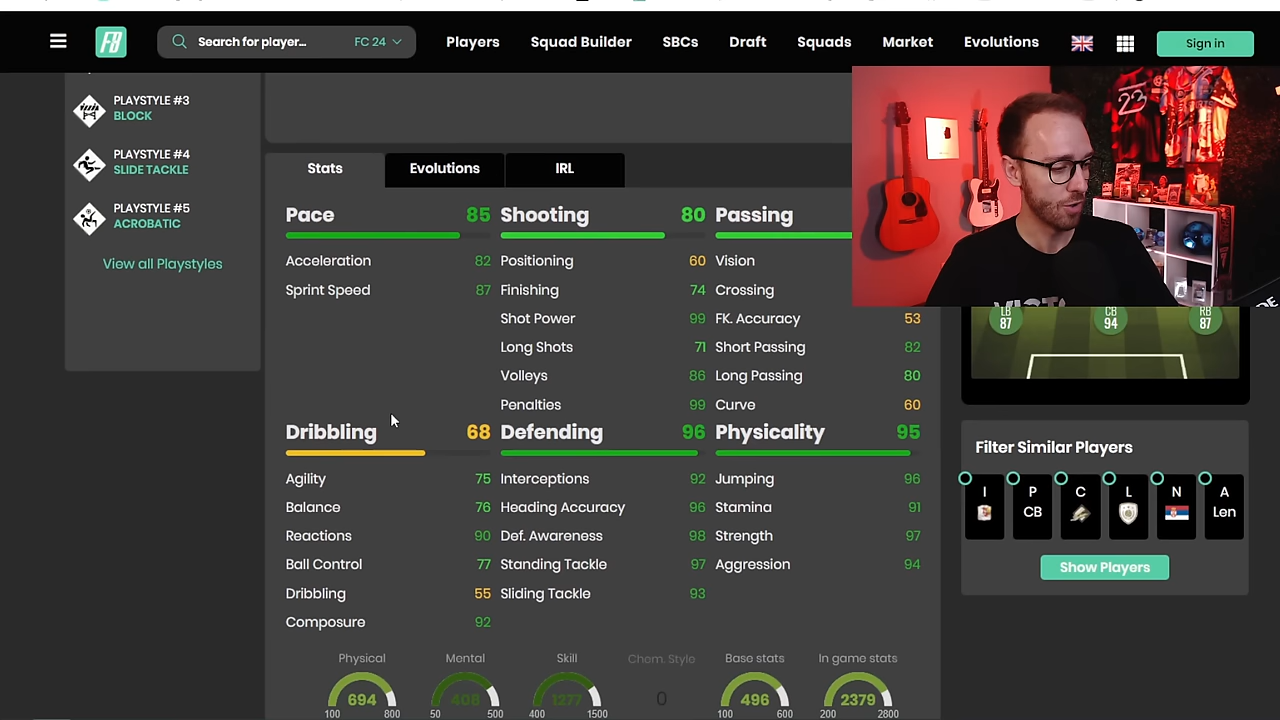 FB
Search for player...
FC 24
Players
Squad Builder
SBCs
Draft
Squads
Market
Evolutions
Sign in
PLAYSTYLE #3
BLOCK
PLAYSTYLE #4
SLIDE TACKLE
PLAYSTYLE #5
ACROBATIC
View all Playstyles
Stats
Evolutions
IRL
Pace 85
Acceleration 82
Sprint Speed 87
Shooting 80
Positioning 60
Finishing 74
Shot Power 99
Long Shots 71
Volleys 86
Penalties 99
Passing
Vision
Crossing
FK. Accuracy 53
Short Passing 82
Long Passing 80
Curve 60
Dribbling 68
Agility 75
Balance 76
Reactions 90
Ball Control 77
Dribbling 55
Composure 92
Defending 96
Interceptions 92
Heading Accuracy 96
Def. Awareness 98
Standing Tackle 97
Sliding Tackle 93
Physicality 95
Jumping 96
Stamina 91
Strength 97
Aggression 94
Physical
694
100 800
Mental
408
50 500
Skill
1277
400 1500
Chem. Style
0
Base stats
496
100 600
In game stats
2379
200 2800
23
LB
87
CB
94
RB
87
Filter Similar Players
I
P
CB
C
L
N
A
Len
Show Players